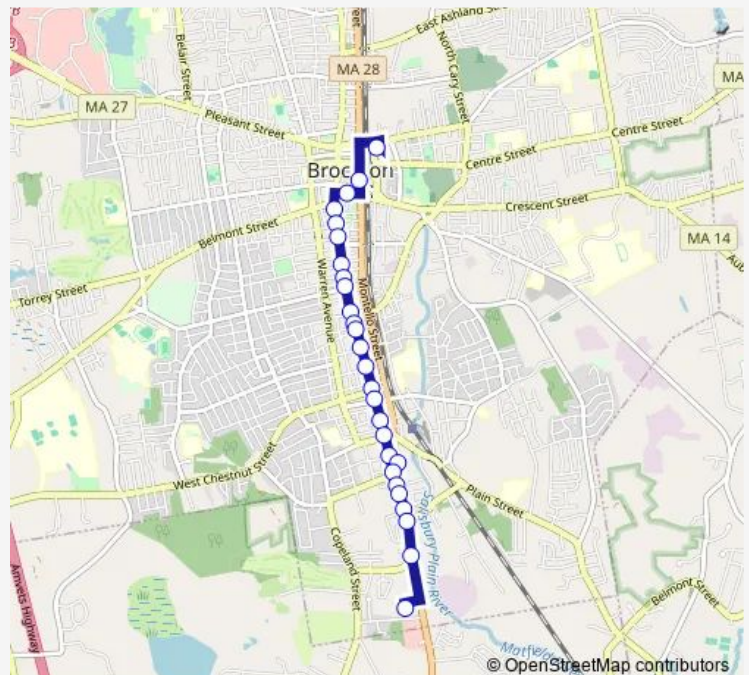 East Ashland Street
Belair Street
North Cary Street
MA 28
MA 27
Pleasant Street
Centre Street
Centre Street
Crescent Street
Belmont Street
MA 14
Torrey Street
Warren Avenue
Montello Street
West Chestnut Street
Plain Street
Salisbury Plain River
Copeland Street
Amvets Highway
Belmont Street
© OpenStreetMap contributors